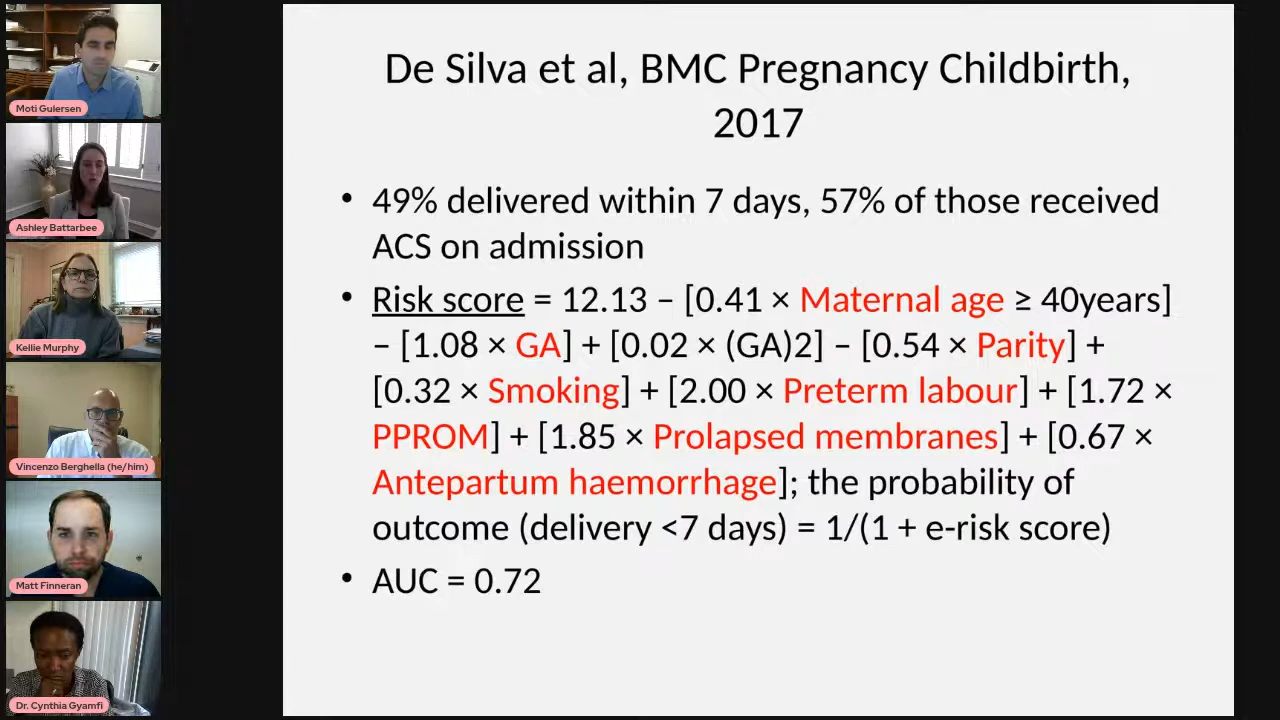 Moti Gulersen
Ashley Battarbee
Kellie Murphy
Vincenzo Berghella (he/him)
Matt Finneran
Dr. Cynthia Gyamfi
De Silva et al, BMC Pregnancy Childbirth,
2017
• 49% delivered within 7 days, 57% of those received
ACS on admission
• Risk score = 12.13 – [0.41 × Maternal age ≥ 40years]
− [1.08 × GA] + [0.02 × (GA)2] − [0.54 × Parity] +
[0.32 × Smoking] + [2.00 × Preterm labour] + [1.72 ×
PPROM] + [1.85 × Prolapsed membranes] + [0.67 ×
Antepartum haemorrhage]; the probability of
outcome (delivery <7 days) = 1/(1 + e-risk score)
• AUC = 0.72